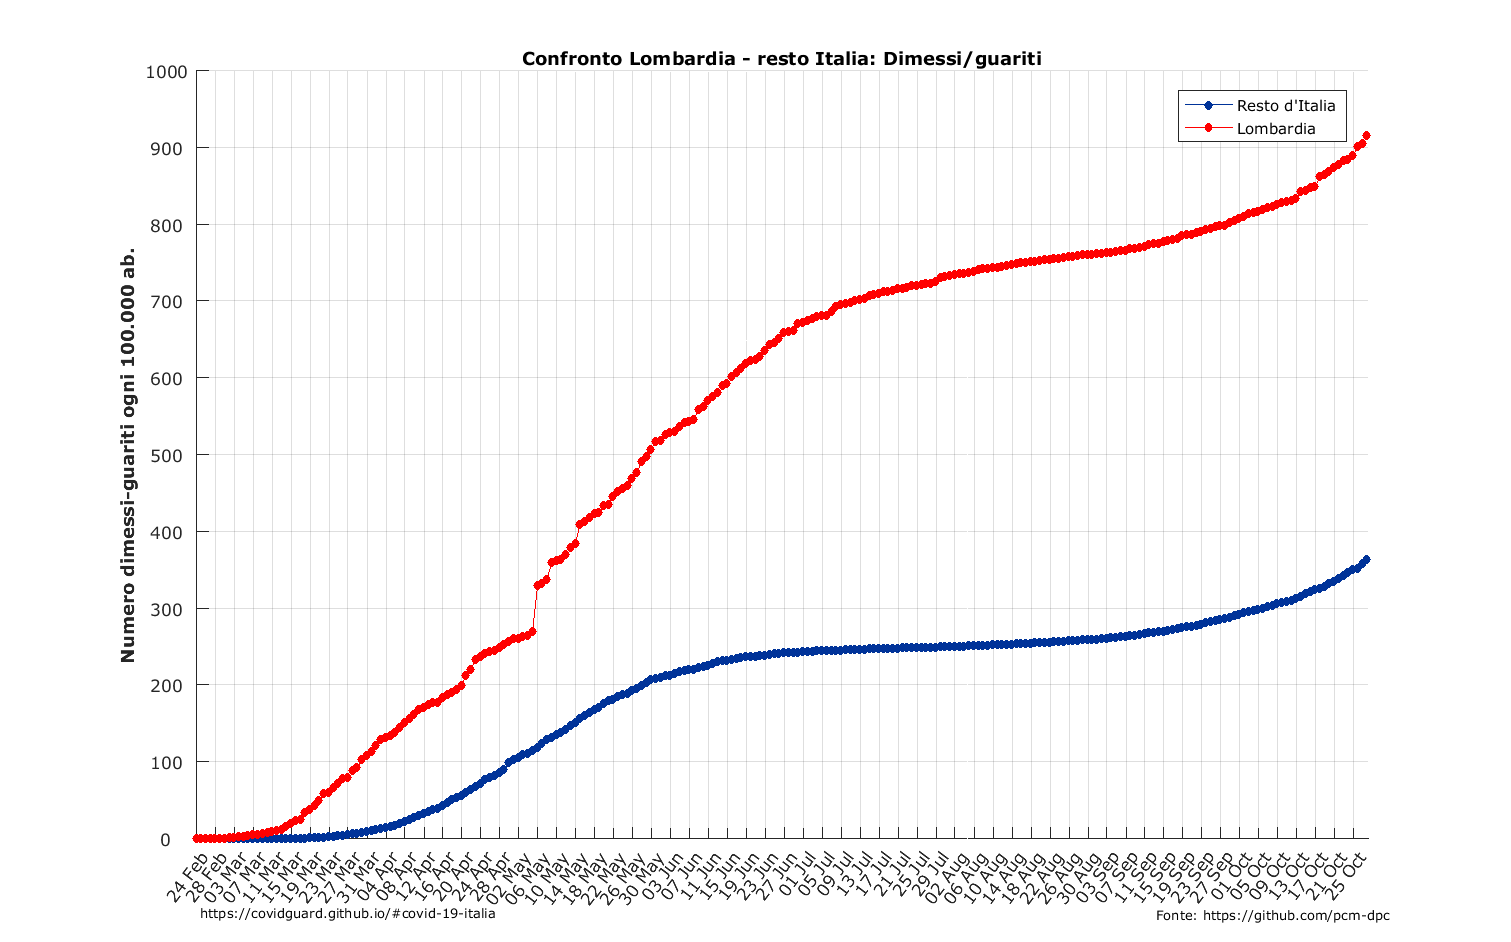 Confronto Lombardia - resto Italia: Dimessi/guariti
Resto d'Italia
Lombardia
Numero dimessi-guariti ogni 100.000 ab.
1000
900
800
700
600
500
400
300
200
100
0
24 Feb
28 Feb
03 Mar
07 Mar
11 Mar
15 Mar
19 Mar
23 Mar
27 Mar
31 Mar
04 Apr
08 Apr
12 Apr
16 Apr
20 Apr
24 Apr
28 Apr
02 May
06 May
10 May
14 May
18 May
22 May
26 May
30 May
03 Jun
07 Jun
11 Jun
15 Jun
19 Jun
23 Jun
27 Jun
01 Jul
05 Jul
09 Jul
13 Jul
17 Jul
21 Jul
25 Jul
29 Jul
02 Aug
06 Aug
10 Aug
14 Aug
18 Aug
22 Aug
26 Aug
30 Aug
03 Sep
07 Sep
11 Sep
15 Sep
19 Sep
23 Sep
27 Sep
01 Oct
05 Oct
09 Oct
13 Oct
17 Oct
21 Oct
25 Oct
https://covidguard.github.io/#covid-19-italia
Fonte: https://github.com/pcm-dpc